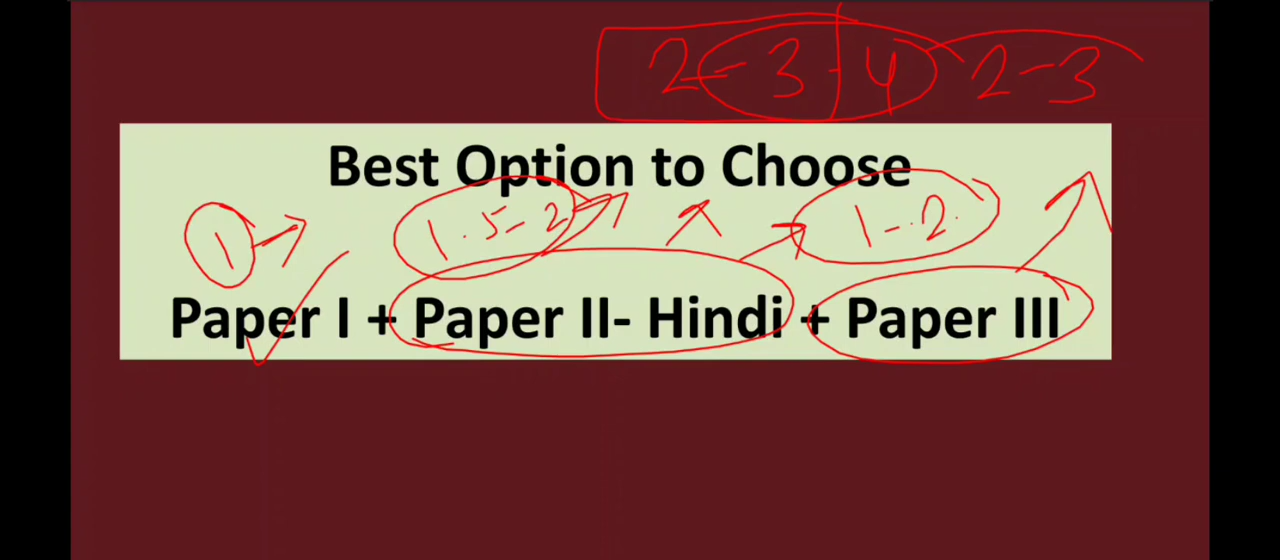 2-3-4 2-3
Best Option to Choose
1 1.5-2 1-2
Paper I + Paper II- Hindi + Paper III